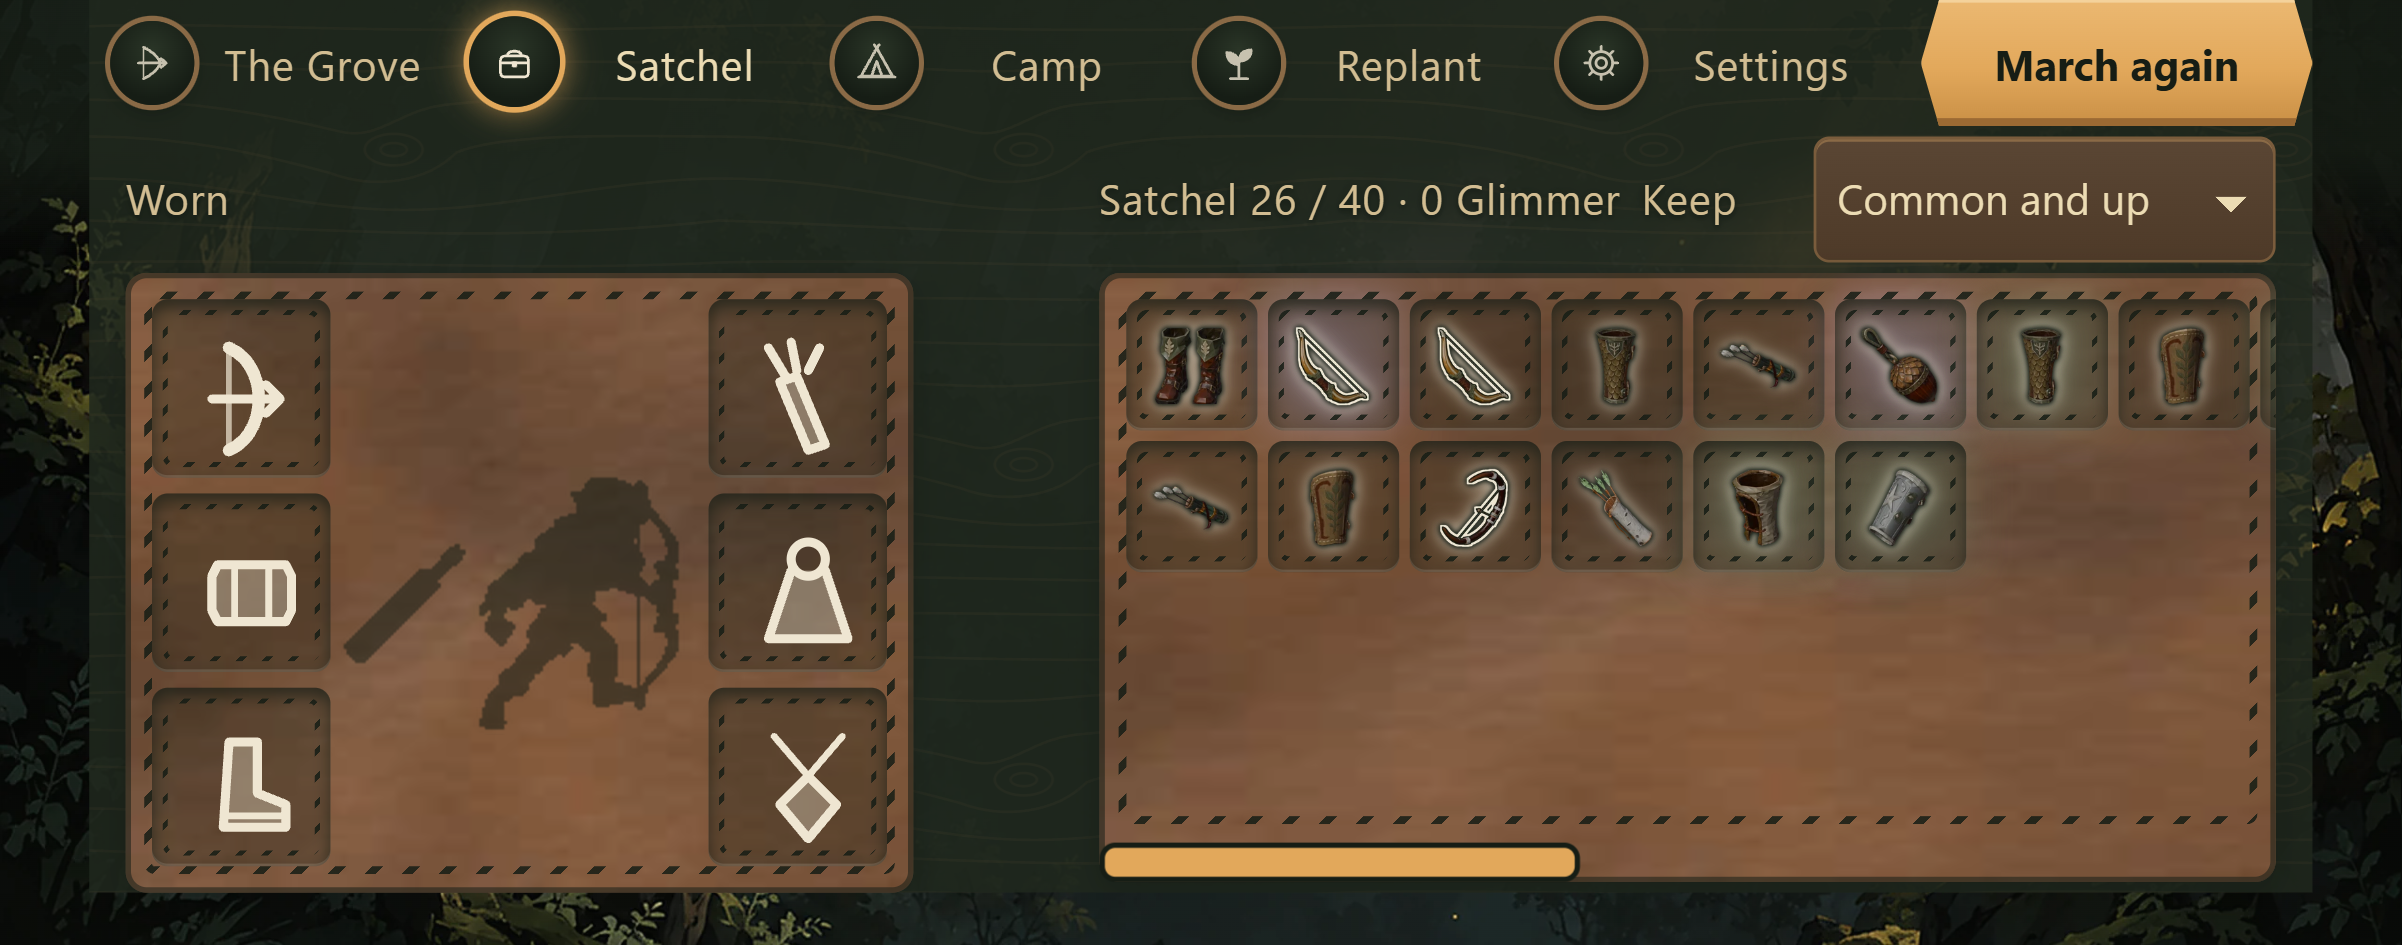 The Grove Satchel Camp Replant Settings March again
Worn Satchel 26 / 40 · 0 Glimmer Keep Common and up